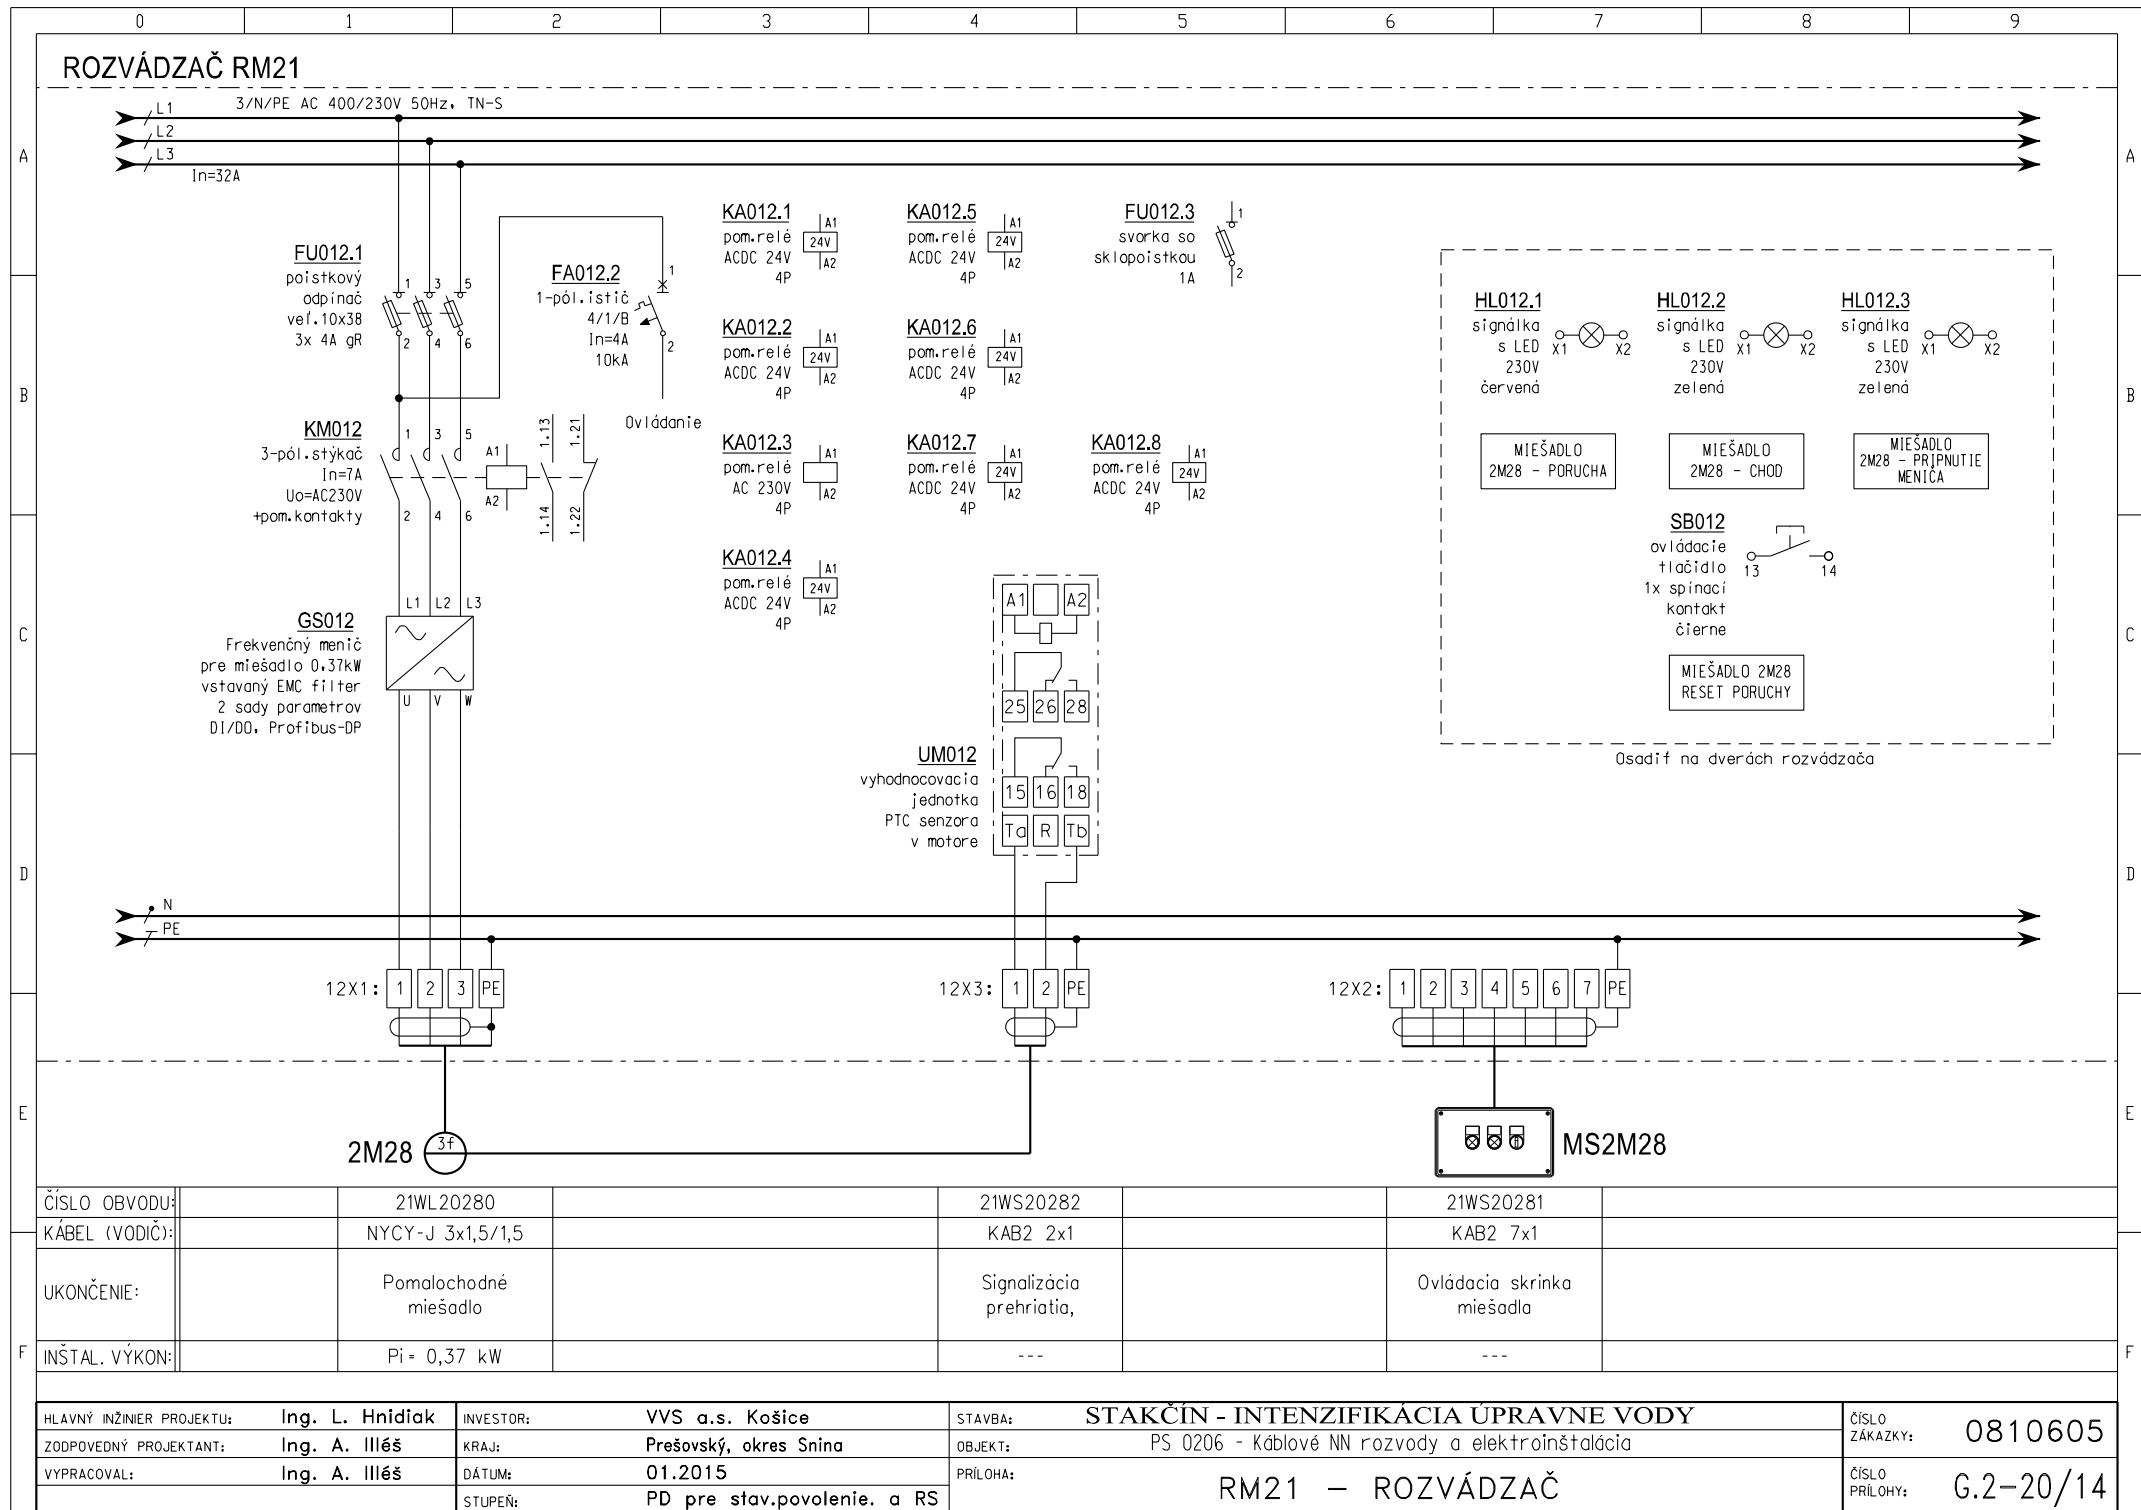 0 1 2 3 4 5 6 7 8 9
ROZVÁDZAČ RM21
L1 3/N/PE AC 400/230V 50Hz, TN-S
L2
L3
In=32A
A A
B B
C C
D D
E E
F F
FU012.1
poistkový
odpínač
veľ.10x38
3x 4A gR
1 3 5
2 4 6
FA012.2
1-pól.istič
4/1/B
In=4A
10kA
1
2
Ovládanie
KM012
3-pól.stýkač
In=7A
Uo=AC230V
+pom.kontakty
1 3 5
2 4 6
A1
A2
1.13 1.21
1.14 1.22
GS012
Frekvenčný menič
pre miešadlo 0,37kW
vstavaný EMC filter
2 sady parametrov
DI/DO, Profibus-DP
L1 L2 L3
U V W
KA012.1
pom.relé
ACDC 24V
4P
A1
24V
A2
KA012.2
pom.relé
ACDC 24V
4P
A1
24V
A2
KA012.3
pom.relé
AC 230V
4P
A1
A2
KA012.4
pom.relé
ACDC 24V
4P
A1
24V
A2
KA012.5
pom.relé
ACDC 24V
4P
A1
24V
A2
KA012.6
pom.relé
ACDC 24V
4P
A1
24V
A2
KA012.7
pom.relé
ACDC 24V
4P
A1
24V
A2
KA012.8
pom.relé
ACDC 24V
4P
A1
24V
A2
FU012.3
svorka so
sklopoistkou
1A
1
2
UM012
vyhodnocovacia
jednotka
PTC senzora
v motore
A1 A2
25 26 28
15 16 18
Ta R Tb
HL012.1
signálka
s LED
230V
červená
X1 X2
HL012.2
signálka
s LED
230V
zelená
X1 X2
HL012.3
signálka
s LED
230V
zelená
X1 X2
MIEŠADLO
2M28 - PORUCHA
MIEŠADLO
2M28 - CHOD
MIEŠADLO
2M28 - PRIPNUTIE
MENIČA
SB012
ovládacie
tlačidlo
1x spínací
kontakt
čierne
13 14
MIEŠADLO 2M28
RESET PORUCHY
Osadiť na dverách rozvádzača
N
PE
12X1: 1 2 3 PE
12X3: 1 2 PE
12X2: 1 2 3 4 5 6 7 PE
2M28 3f
MS2M28
ČÍSLO OBVODU: 21WL20280 21WS20282 21WS20281
KÁBEL (VODIČ): NYCY-J 3x1,5/1,5 KAB2 2x1 KAB2 7x1
UKONČENIE:
Pomalochodné
miešadlo
Signalizácia
prehriatia,
Ovládacia skrinka
miešadla
INŠTAL. VÝKON: Pi= 0,37 kW --- ---
HLAVNÝ INŽINIER PROJEKTU: Ing. L. Hnidiak
ZODPOVEDNÝ PROJEKTANT: Ing. A. Illéš
VYPRACOVAL: Ing. A. Illéš
INVESTOR: VVS a.s. Košice
KRAJ: Prešovský, okres Snina
DÁTUM: 01.2015
STUPEŇ: PD pre stav.povolenie. a RS
STAVBA: STAKČÍN - INTENZIFIKÁCIA ÚPRAVNE VODY
OBJEKT: PS 0206 - Káblové NN rozvody a elektroinštalácia
PRÍLOHA: RM21 – ROZVÁDZAČ
ČÍSLO
ZÁKAZKY: 0810605
ČÍSLO
PRÍLOHY: G.2-20/14